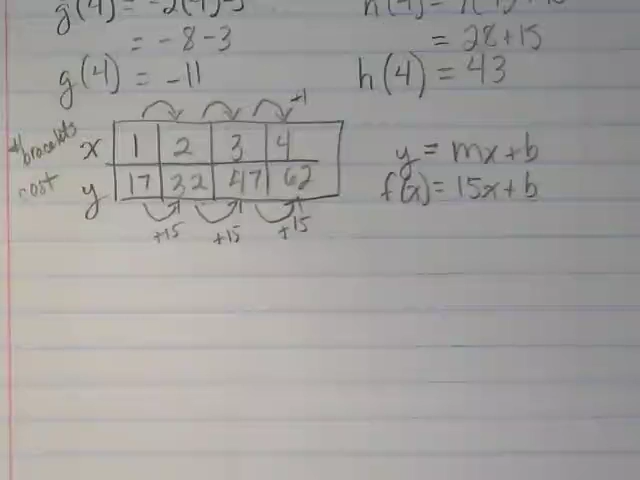 g(4) = -2(4)-3
= -8-3
g(4) = -11
= 28+15
h(4) = 43
+1
# bracelets x 1 2 3 4
cost y 17 32 47 62
+15 +15 +15
y = mx+b
f(x) = 15x+b